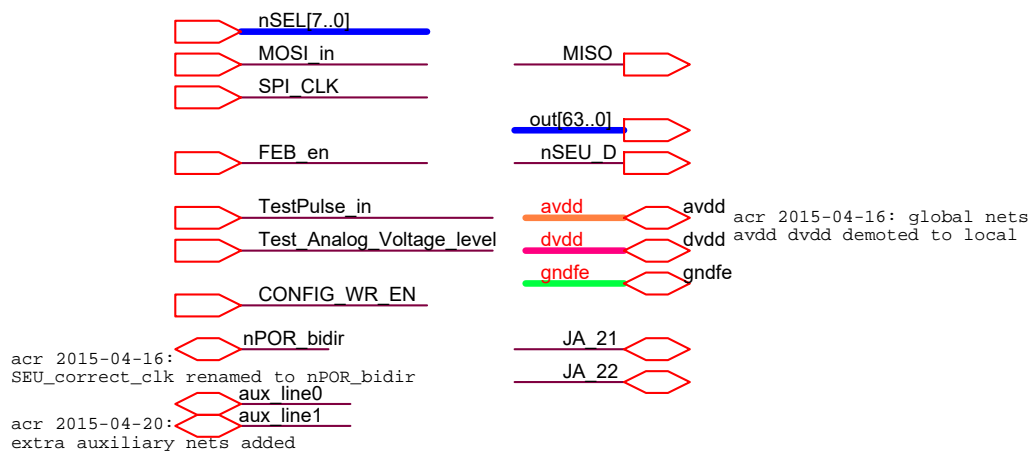 nSEL[7..0]
MOSI_in
MISO
SPI_CLK
out[63..0]
FEB_en
nSEU_D
TestPulse_in
avdd
avdd
acr 2015-04-16: global nets
avdd dvdd demoted to local
Test_Analog_Voltage_level
dvdd
dvdd
gndfe
gndfe
CONFIG_WR_EN
nPOR_bidir
JA_21
acr 2015-04-16:
SEU_correct_clk renamed to nPOR_bidir
JA_22
aux_line0
aux_line1
acr 2015-04-20:
extra auxiliary nets added